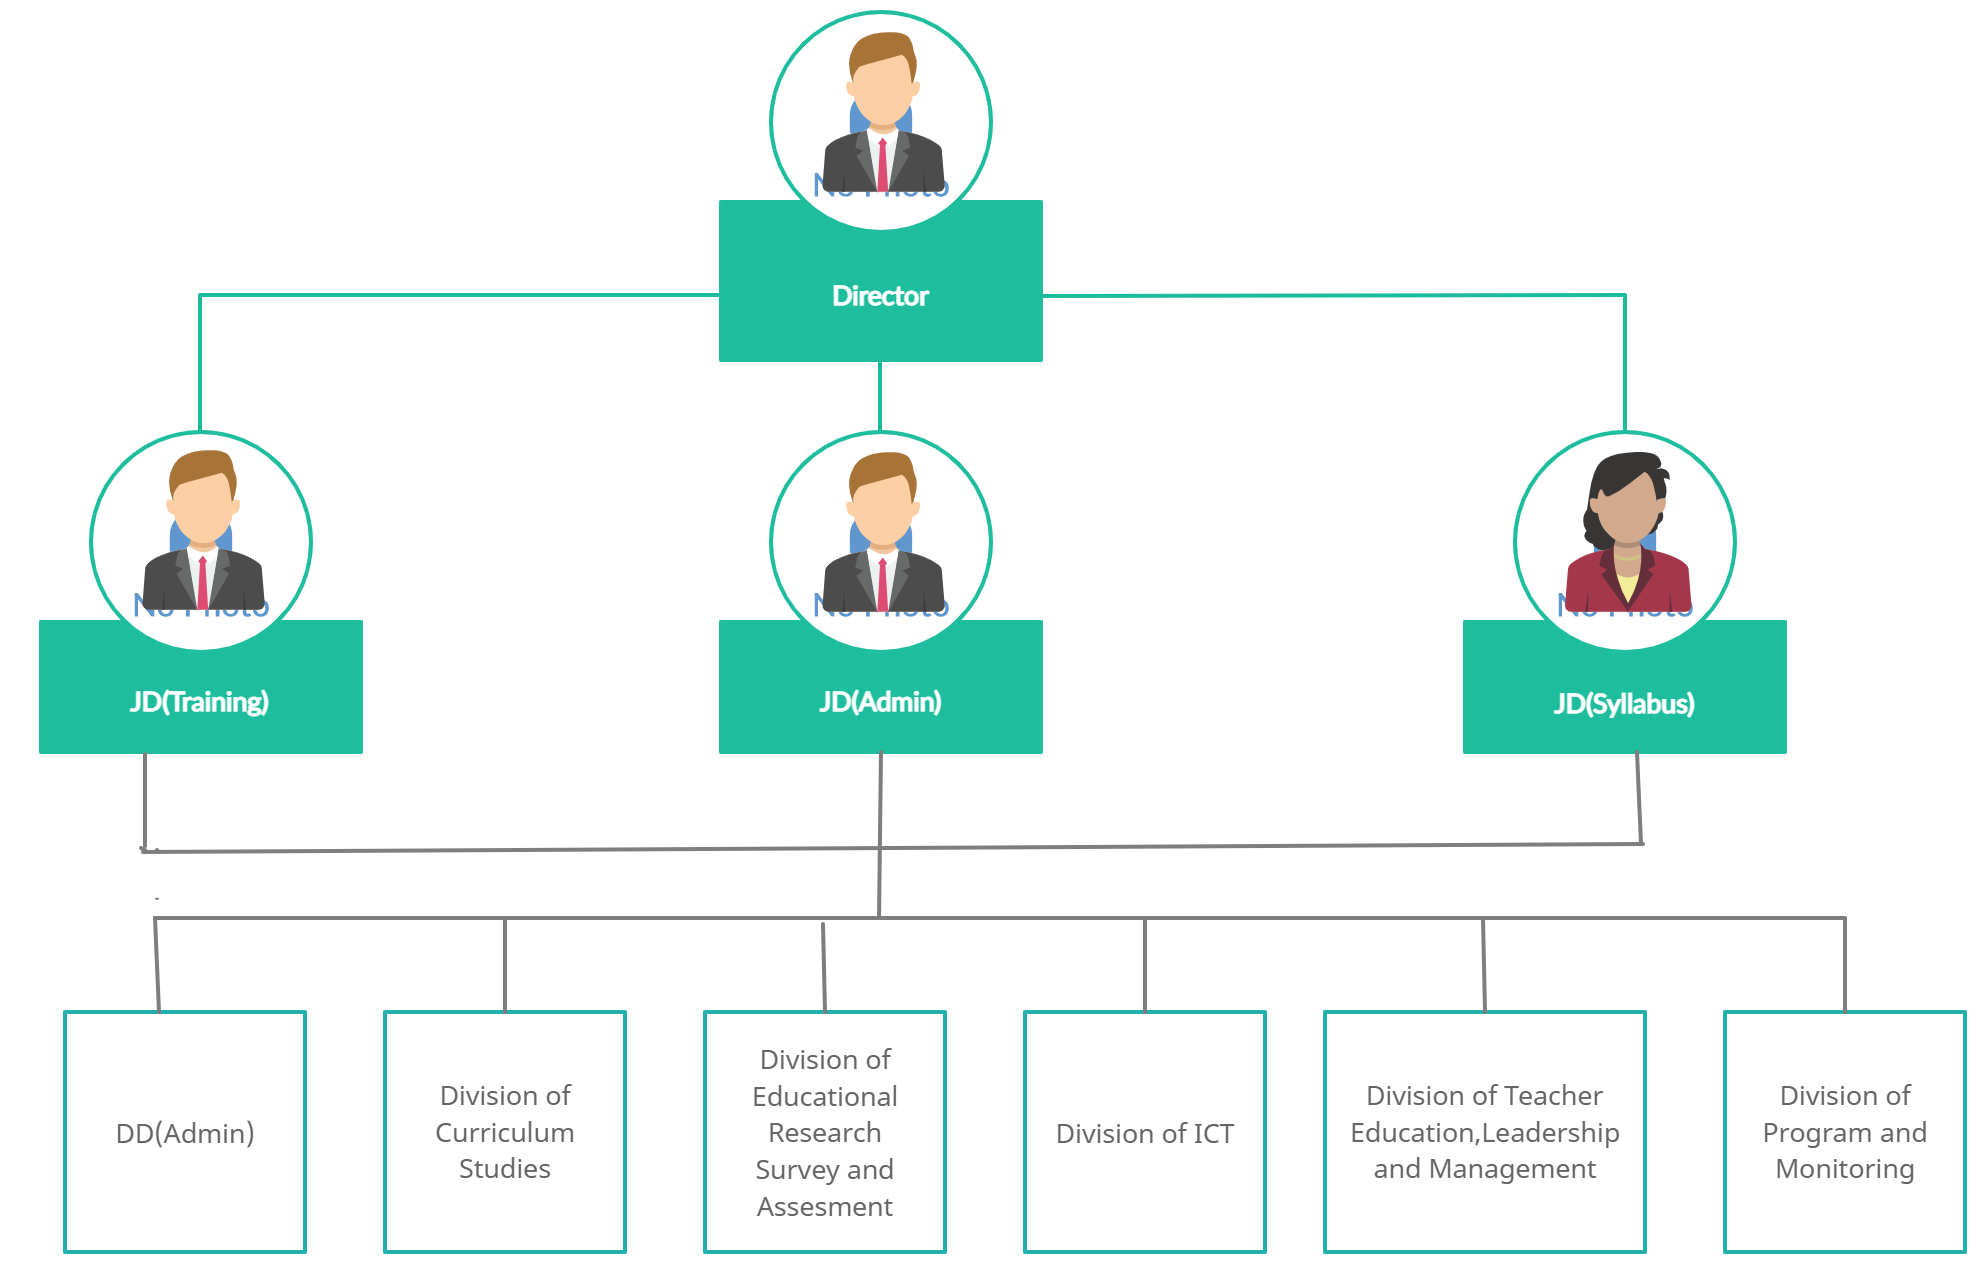 No Photo
Director
No Photo
No Photo
No Photo
JD(Training)
JD(Admin)
JD(Syllabus)
DD(Admin)
Division of
Curriculum
Studies
Division of
Educational
Research
Survey and
Assesment
Division of ICT
Division of Teacher
Education,Leadership
and Management
Division of
Program and
Monitoring